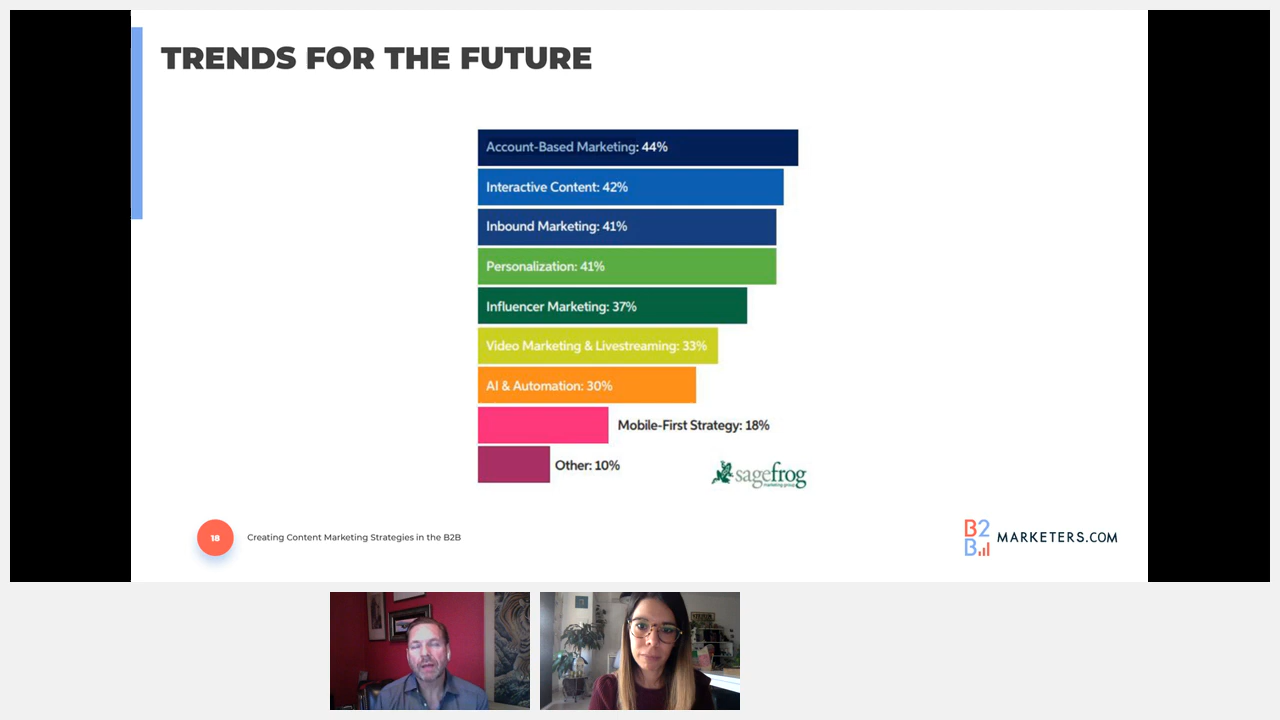 TRENDS FOR THE FUTURE
Account-Based Marketing: 44%
Interactive Content: 42%
Inbound Marketing: 41%
Personalization: 41%
Influencer Marketing: 37%
Video Marketing & Livestreaming: 33%
AI & Automation: 30%
Mobile-First Strategy: 18%
Other: 10%
sagefrog
marketing group
18
Creating Content Marketing Strategies in the B2B
B2B MARKETERS.COM